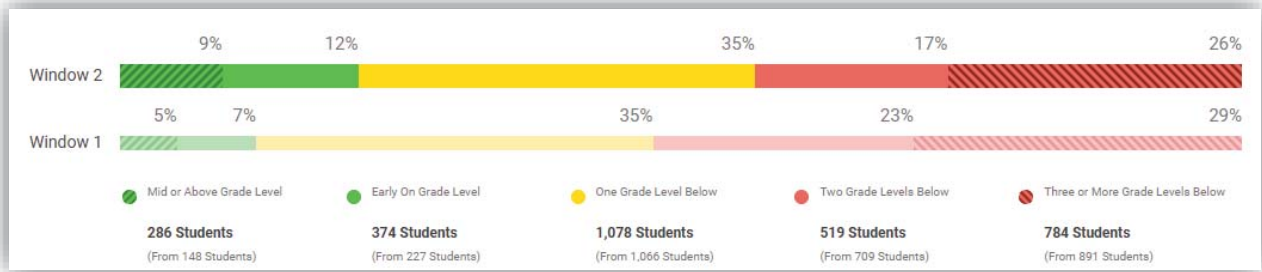 9% 12% 35% 17% 26%
Window 2
5% 7% 35% 23% 29%
Window 1
Mid or Above Grade Level Early On Grade Level One Grade Level Below Two Grade Levels Below Three or More Grade Levels Below
286 Students 374 Students 1,078 Students 519 Students 784 Students
(From 148 Students) (From 227 Students) (From 1,066 Students) (From 709 Students) (From 891 Students)